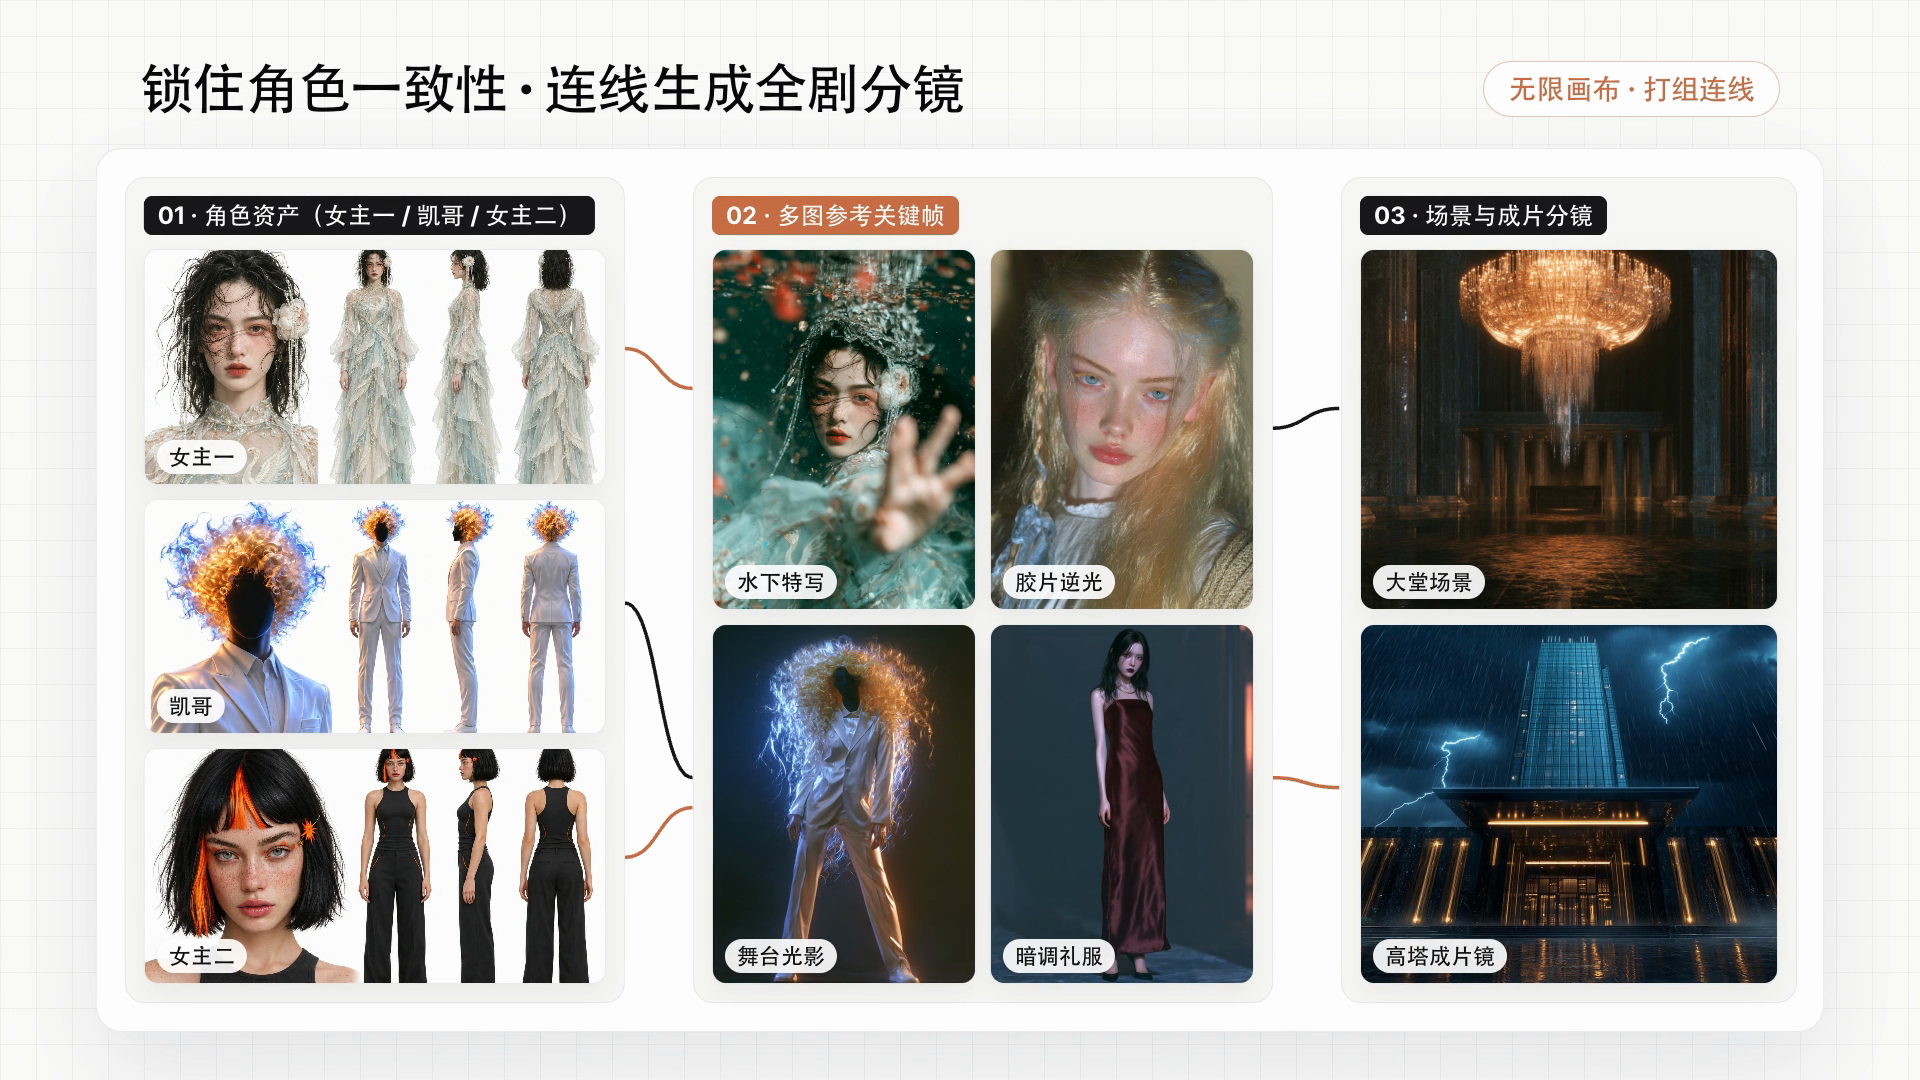 锁住角色一致性·连线生成全剧分镜
无限画布·打组连线
01·角色资产（女主一 / 凯哥 / 女主二）
女主一
凯哥
女主二
02·多图参考关键帧
水下特写
胶片逆光
舞台光影
暗调礼服
03·场景与成片分镜
大堂场景
高塔成片镜